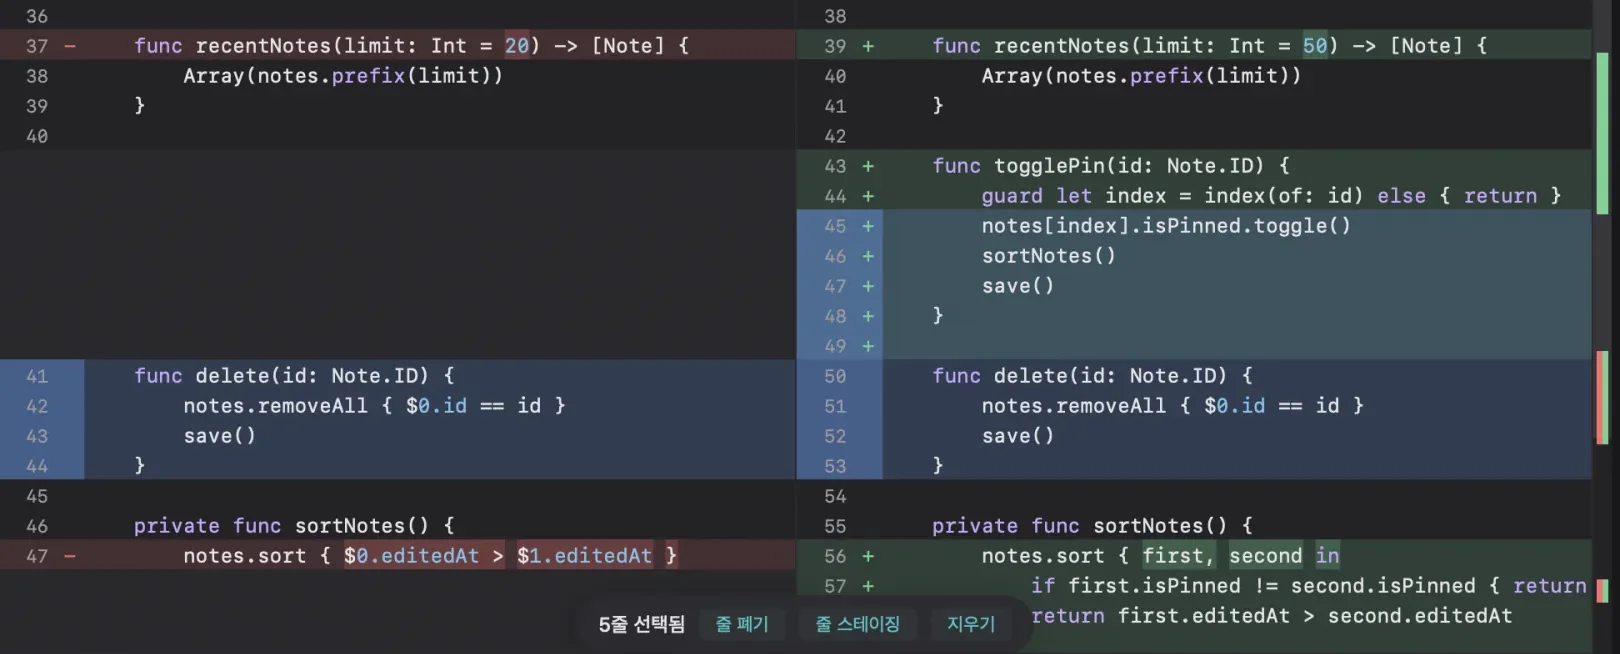 36
37 − func recentNotes(limit: Int = 20) -> [Note] {
38 Array(notes.prefix(limit))
39 }
40
41 func delete(id: Note.ID) {
42 notes.removeAll { $0.id == id }
43 save()
44 }
45
46 private func sortNotes() {
47 − notes.sort { $0.editedAt > $1.editedAt }
38
39 + func recentNotes(limit: Int = 50) -> [Note] {
40 Array(notes.prefix(limit))
41 }
42
43 + func togglePin(id: Note.ID) {
44 + guard let index = index(of: id) else { return }
45 + notes[index].isPinned.toggle()
46 + sortNotes()
47 + save()
48 + }
49 +
50 func delete(id: Note.ID) {
51 notes.removeAll { $0.id == id }
52 save()
53 }
54
55 private func sortNotes() {
56 + notes.sort { first, second in
57 + if first.isPinned != second.isPinned { return
return first.editedAt > second.editedAt
5줄 선택됨 줄 폐기 줄 스테이징 지우기